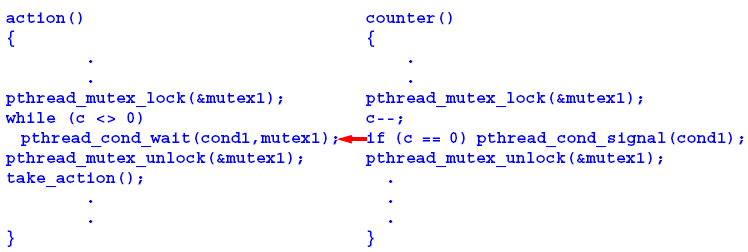 action()
{
.
.
pthread_mutex_lock(&mutex1);
while (c <> 0)
pthread_cond_wait(cond1,mutex1);
pthread_mutex_unlock(&mutex1);
take_action();
.
.
}
counter()
{
.
.
pthread_mutex_lock(&mutex1);
c--;
if (c == 0) pthread_cond_signal(cond1);
pthread_mutex_unlock(&mutex1);
.
.
.
}